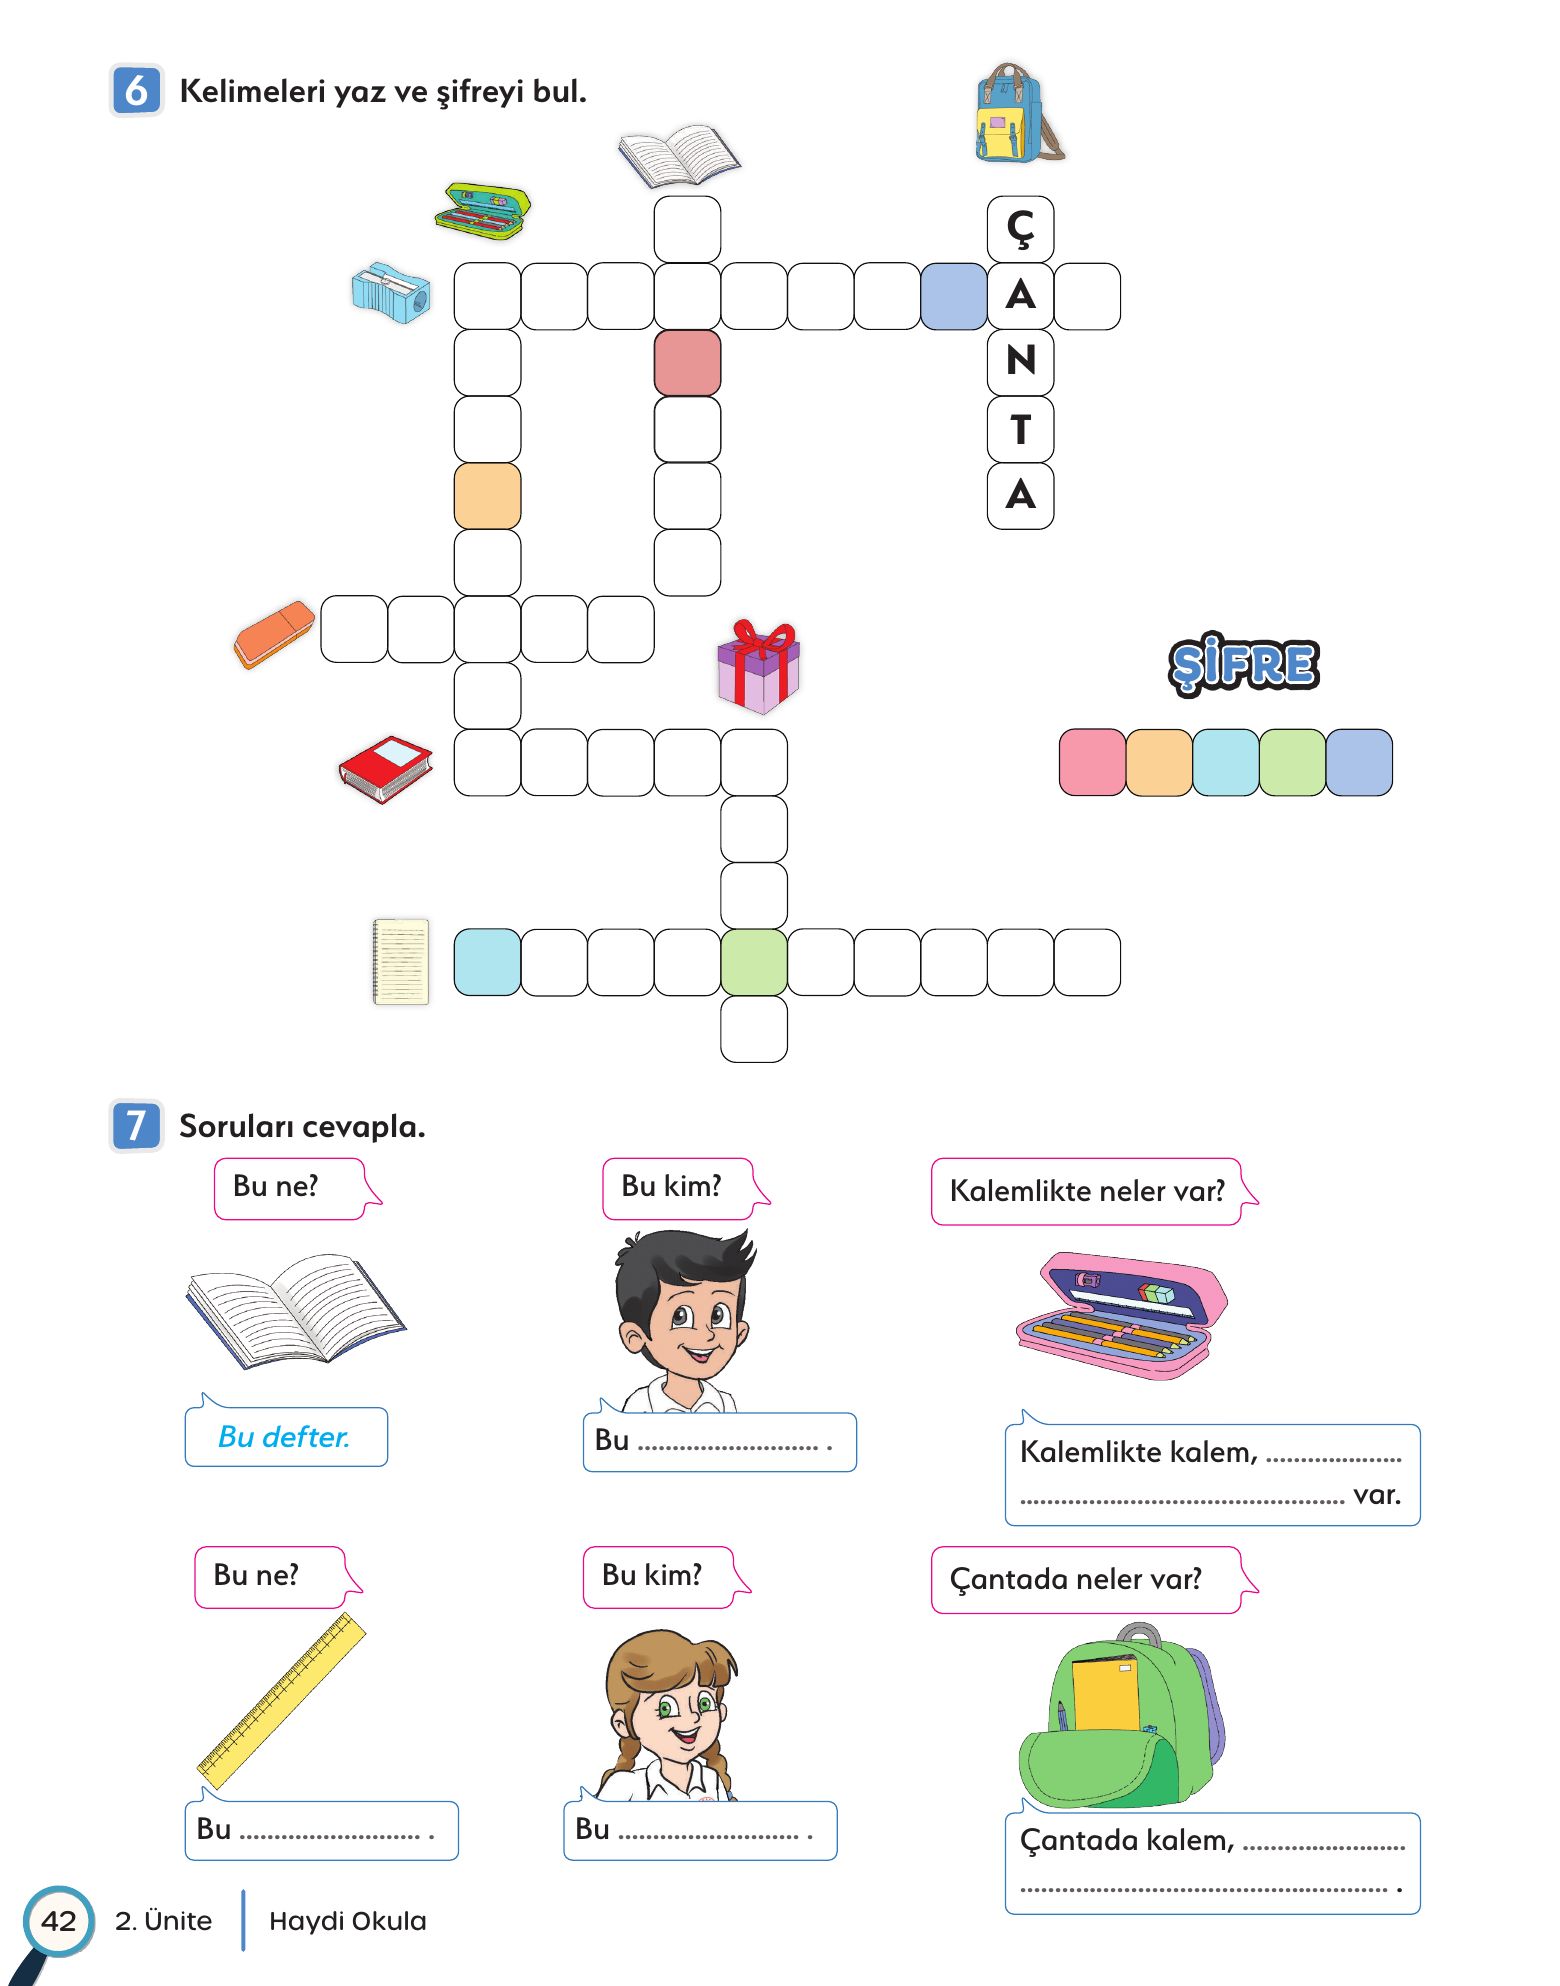 6 Kelimeleri yaz ve şifreyi bul.
Ç
A
N
T
A
ŞİFRE
7 Soruları cevapla.
Bu ne?
Bu kim?
Kalemlikte neler var?
Bu defter.
Bu .......................... .
Kalemlikte kalem, ....................
............................................... var.
Bu ne?
Bu kim?
Çantada neler var?
Bu .......................... .
Bu .......................... .
Çantada kalem, ........................
..................................................... .
42 2. Ünite Haydi Okula